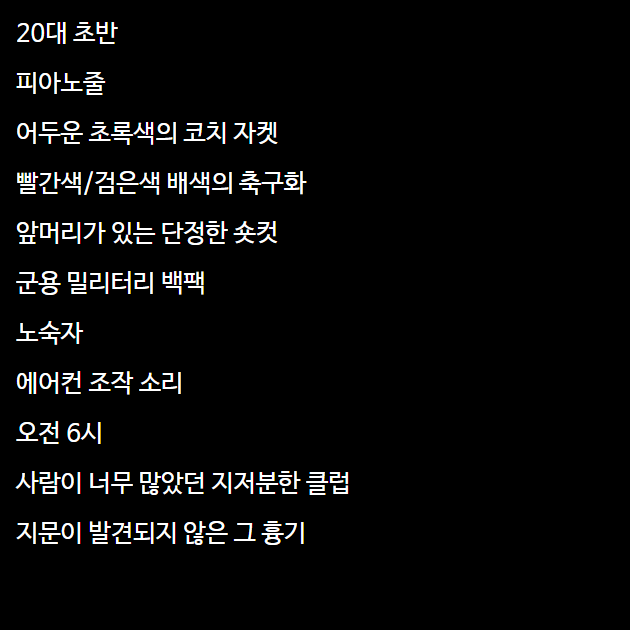 20대 초반
피아노줄
어두운 초록색의 코치 자켓
빨간색/검은색 배색의 축구화
앞머리가 있는 단정한 숏컷
군용 밀리터리 백팩
노숙자
에어컨 조작 소리
오전 6시
사람이 너무 많았던 지저분한 클럽
지문이 발견되지 않은 그 흉기